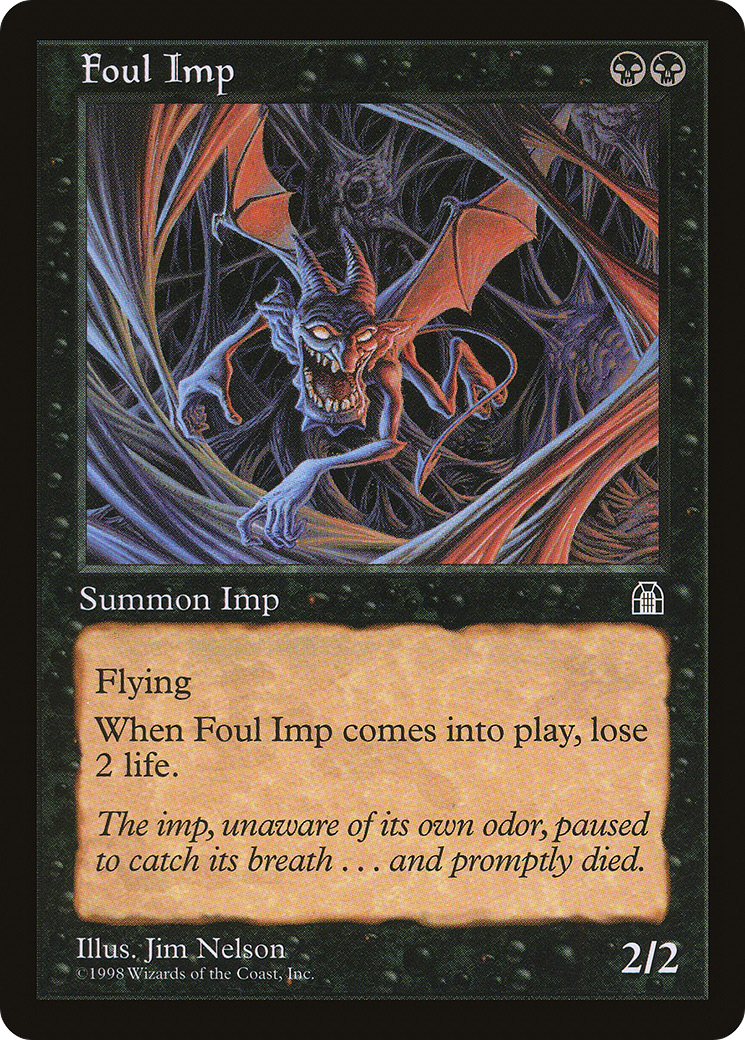 Foul Imp
Summon Imp
Flying
When Foul Imp comes into play, lose
2 life.
The imp, unaware of its own odor, paused
to catch its breath . . . and promptly died.
Illus. Jim Nelson
©1998 Wizards of the Coast, Inc.
2/2